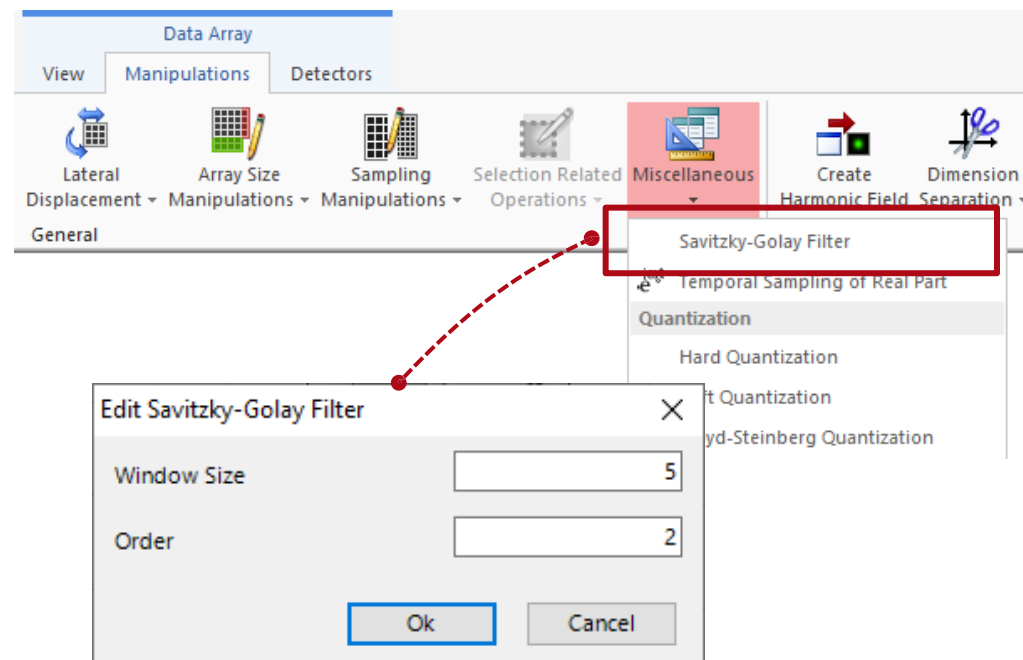 Data Array
View Manipulations Detectors
Lateral Displacement
Array Size Manipulations
Sampling Manipulations
Selection Related Operations
Miscellaneous
Create Harmonic Field
Dimension Separation
General
Savitzky-Golay Filter
Temporal Sampling of Real Part
Quantization
Hard Quantization
Quantization
Quantization
Edit Savitzky-Golay Filter
Window Size 5
Order 2
Ok Cancel